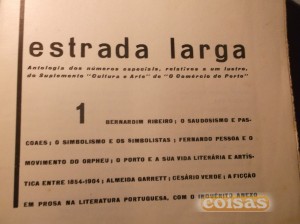 estrada larga
Antologia dos números especiais, relativos a um lustro,
do Suplemento "Cultura e Arte" de "O Comércio do Porto"
1
BERNARDIM RIBEIRO; O SAUDOSISMO E PAS-
COAES; O SIMBOLISMO E OS SIMBOLISTAS; FERNANDO PESSOA E O
MOVIMENTO DO ORPHEU; O PORTO E A SUA VIDA LITERÁRIA E ARTÍS-
TICA ENTRE 1854-1904; ALMEIDA GARRETT; CESÁRIO VERDE; A FICÇÃO
EM PROSA NA LITERATURA PORTUGUESA, COM O INQUÉRITO ANEXO
coisas